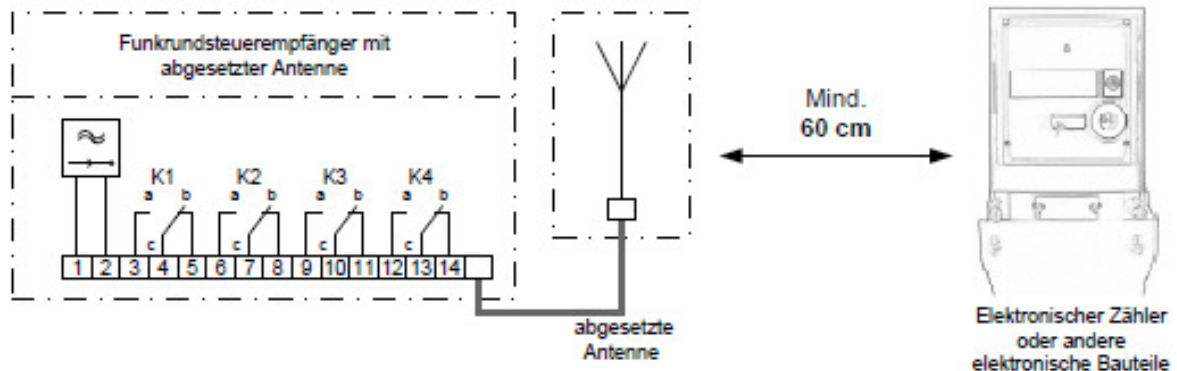 Funkrundsteuerempfänger mit
abgesetzter Antenne
Mind.
60 cm
K1 K2 K3 K4
a b a b a b a b
c c c c
1 2 3 4 5 6 7 8 9 10 11 12 13 14
abgesetzte
Antenne
Elektronischer Zähler
oder andere
elektronische Bauteile